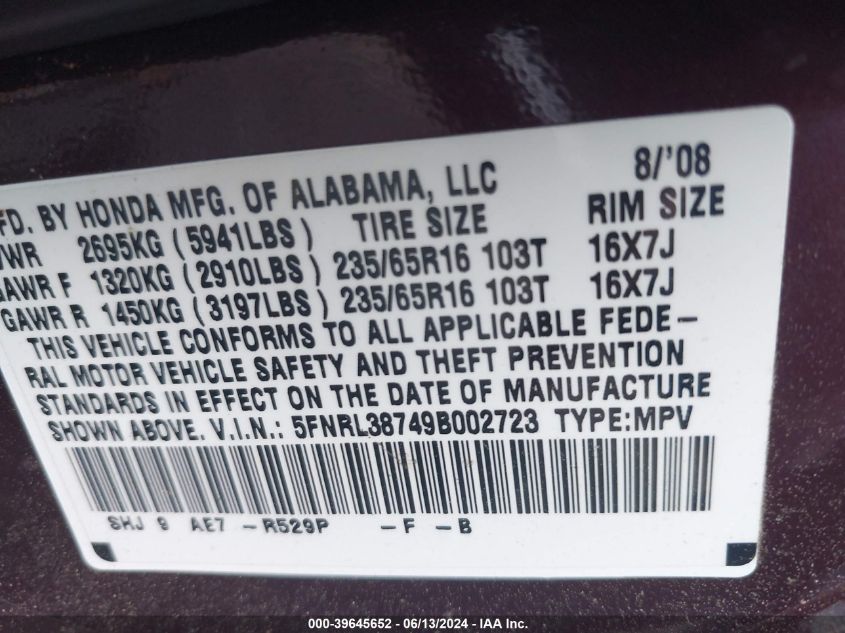 FD. BY HONDA MFG. OF ALABAMA, LLC 8/'08
VWR 2695KG (5941LBS) TIRE SIZE RIM SIZE
GAWR F 1320KG (2910LBS) 235/65R16 103T 16X7J
GAWR R 1450KG (3197LBS) 235/65R16 103T 16X7J
THIS VEHICLE CONFORMS TO ALL APPLICABLE FEDE-
RAL MOTOR VEHICLE SAFETY AND THEFT PREVENTION
STANDARDS IN EFFECT ON THE DATE OF MANUFACTURE
SHOWN ABOVE. V.I.N.: 5FNRL38749B002723 TYPE:MPV
SHJ 9 AE7 -R529P -F-B
000-39645652 - 06/13/2024 - IAA Inc.